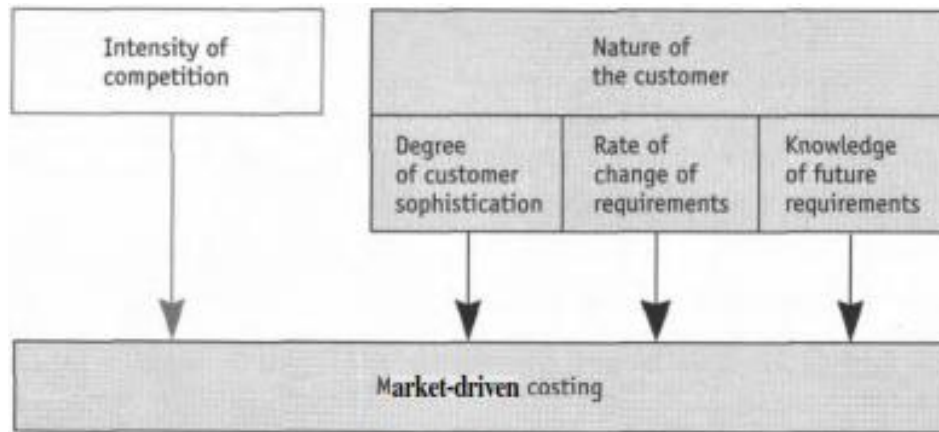 Intensity of
competition
Nature of
the customer
Degree
of customer
sophistication
Rate of
change of
requirements
Knowledge
of future
requirements
Market-driven costing